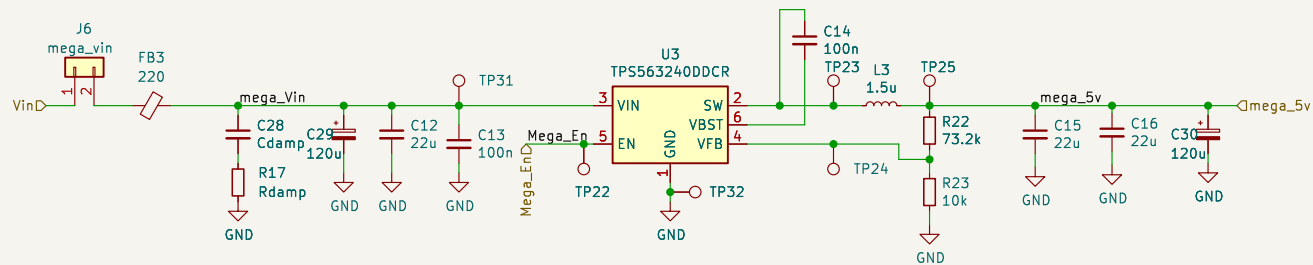 J6
mega_vin
1
2
Vin
FB3
220
mega_Vin
C28
Cdamp
R17
Rdamp
GND
C29
120u
GND
C12
22u
GND
TP31
C13
100n
GND
Mega_En
Mega_En
TP22
U3
TPS563240DDCR
3
VIN
5
EN
GND
1
SW
2
VBST
6
VFB
4
TP32
GND
C14
100n
TP23
L3
1.5u
TP25
TP24
R22
73.2k
R23
10k
GND
mega_5v
C15
22u
GND
C16
22u
GND
C30
120u
GND
mega_5v